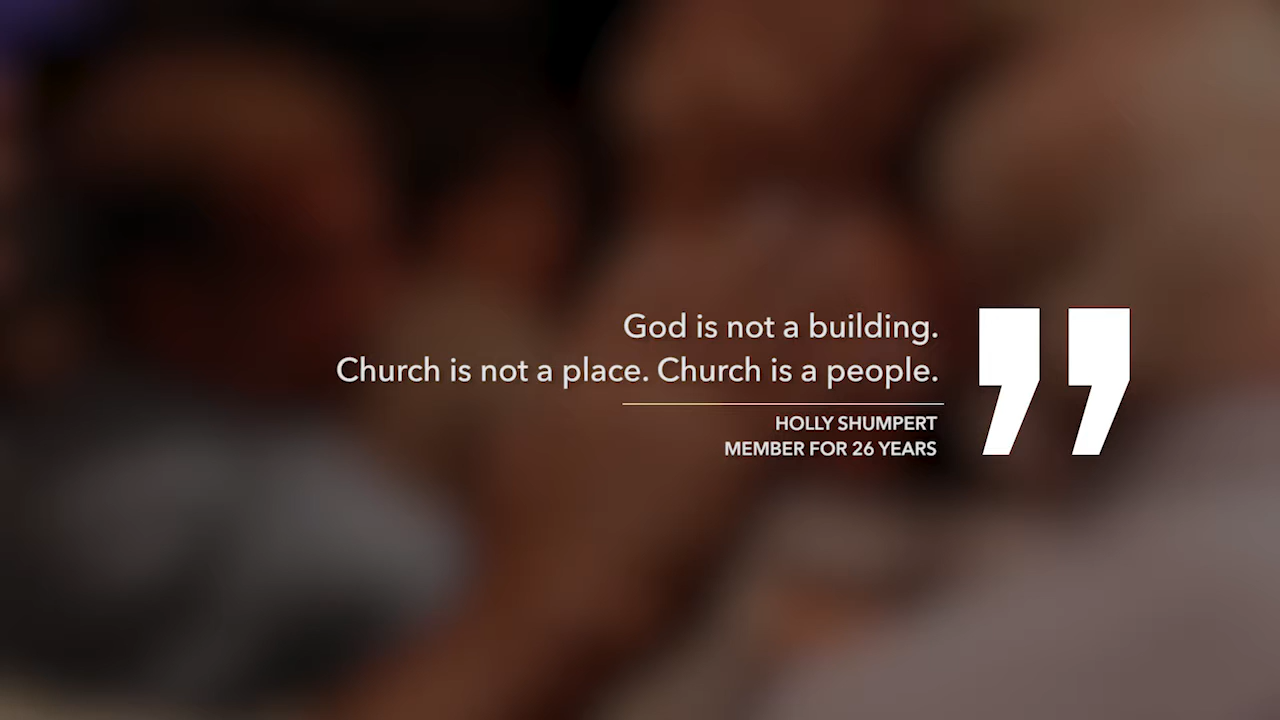 God is not a building.
Church is not a place. Church is a people.
HOLLY SHUMPERT
MEMBER FOR 26 YEARS